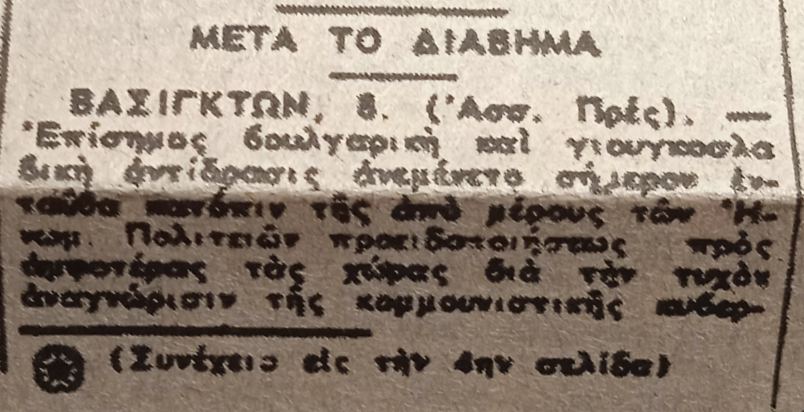 ΜΕΤΑ ΤΟ ΔΙΑΒΗΜΑ
ΒΑΣΙΓΚΤΩΝ, 8. (Ἀσσ. Πρές). —
Ἐπίσημος βουλγαρικὴ καὶ γιουγκοσλα
βικὴ ἀντίδρασις ἀνεμένετο σήμερον ἐν-
ταῦθα κατόπιν τῆς ἀπὸ μέρους τῶν Ἡ-
νωμ. Πολιτειῶν προειδοποιήσεως πρὸς
ἀμφοτέρας τὰς χώρας διὰ τὴν τυχὸν
ἀναγνώρισιν τῆς κομμουνιστικῆς κυβερ-
(Συνέχεια εἰς τὴν 4ην σελίδα)